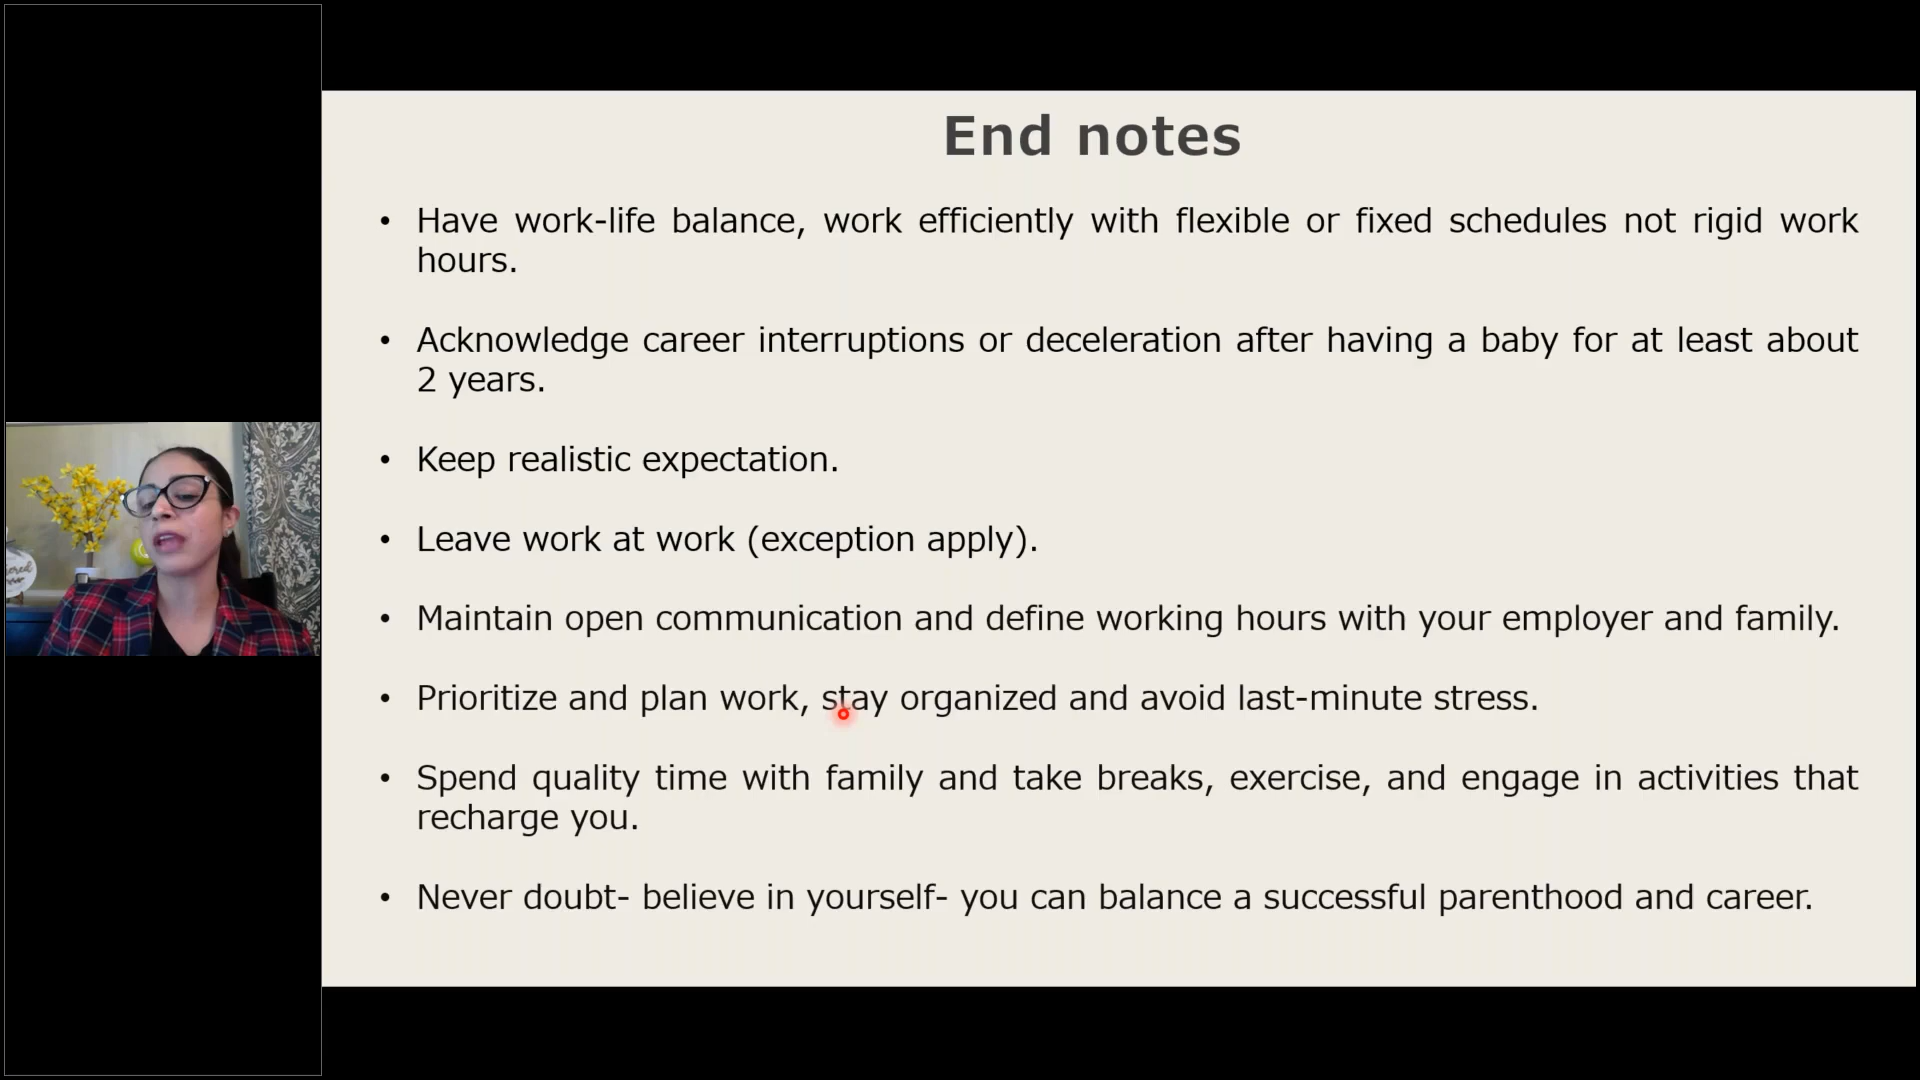 End notes
• Have work-life balance, work efficiently with flexible or fixed schedules not rigid work
hours.
• Acknowledge career interruptions or deceleration after having a baby for at least about
2 years.
• Keep realistic expectation.
• Leave work at work (exception apply).
• Maintain open communication and define working hours with your employer and family.
• Prioritize and plan work, stay organized and avoid last-minute stress.
• Spend quality time with family and take breaks, exercise, and engage in activities that
recharge you.
• Never doubt- believe in yourself- you can balance a successful parenthood and career.